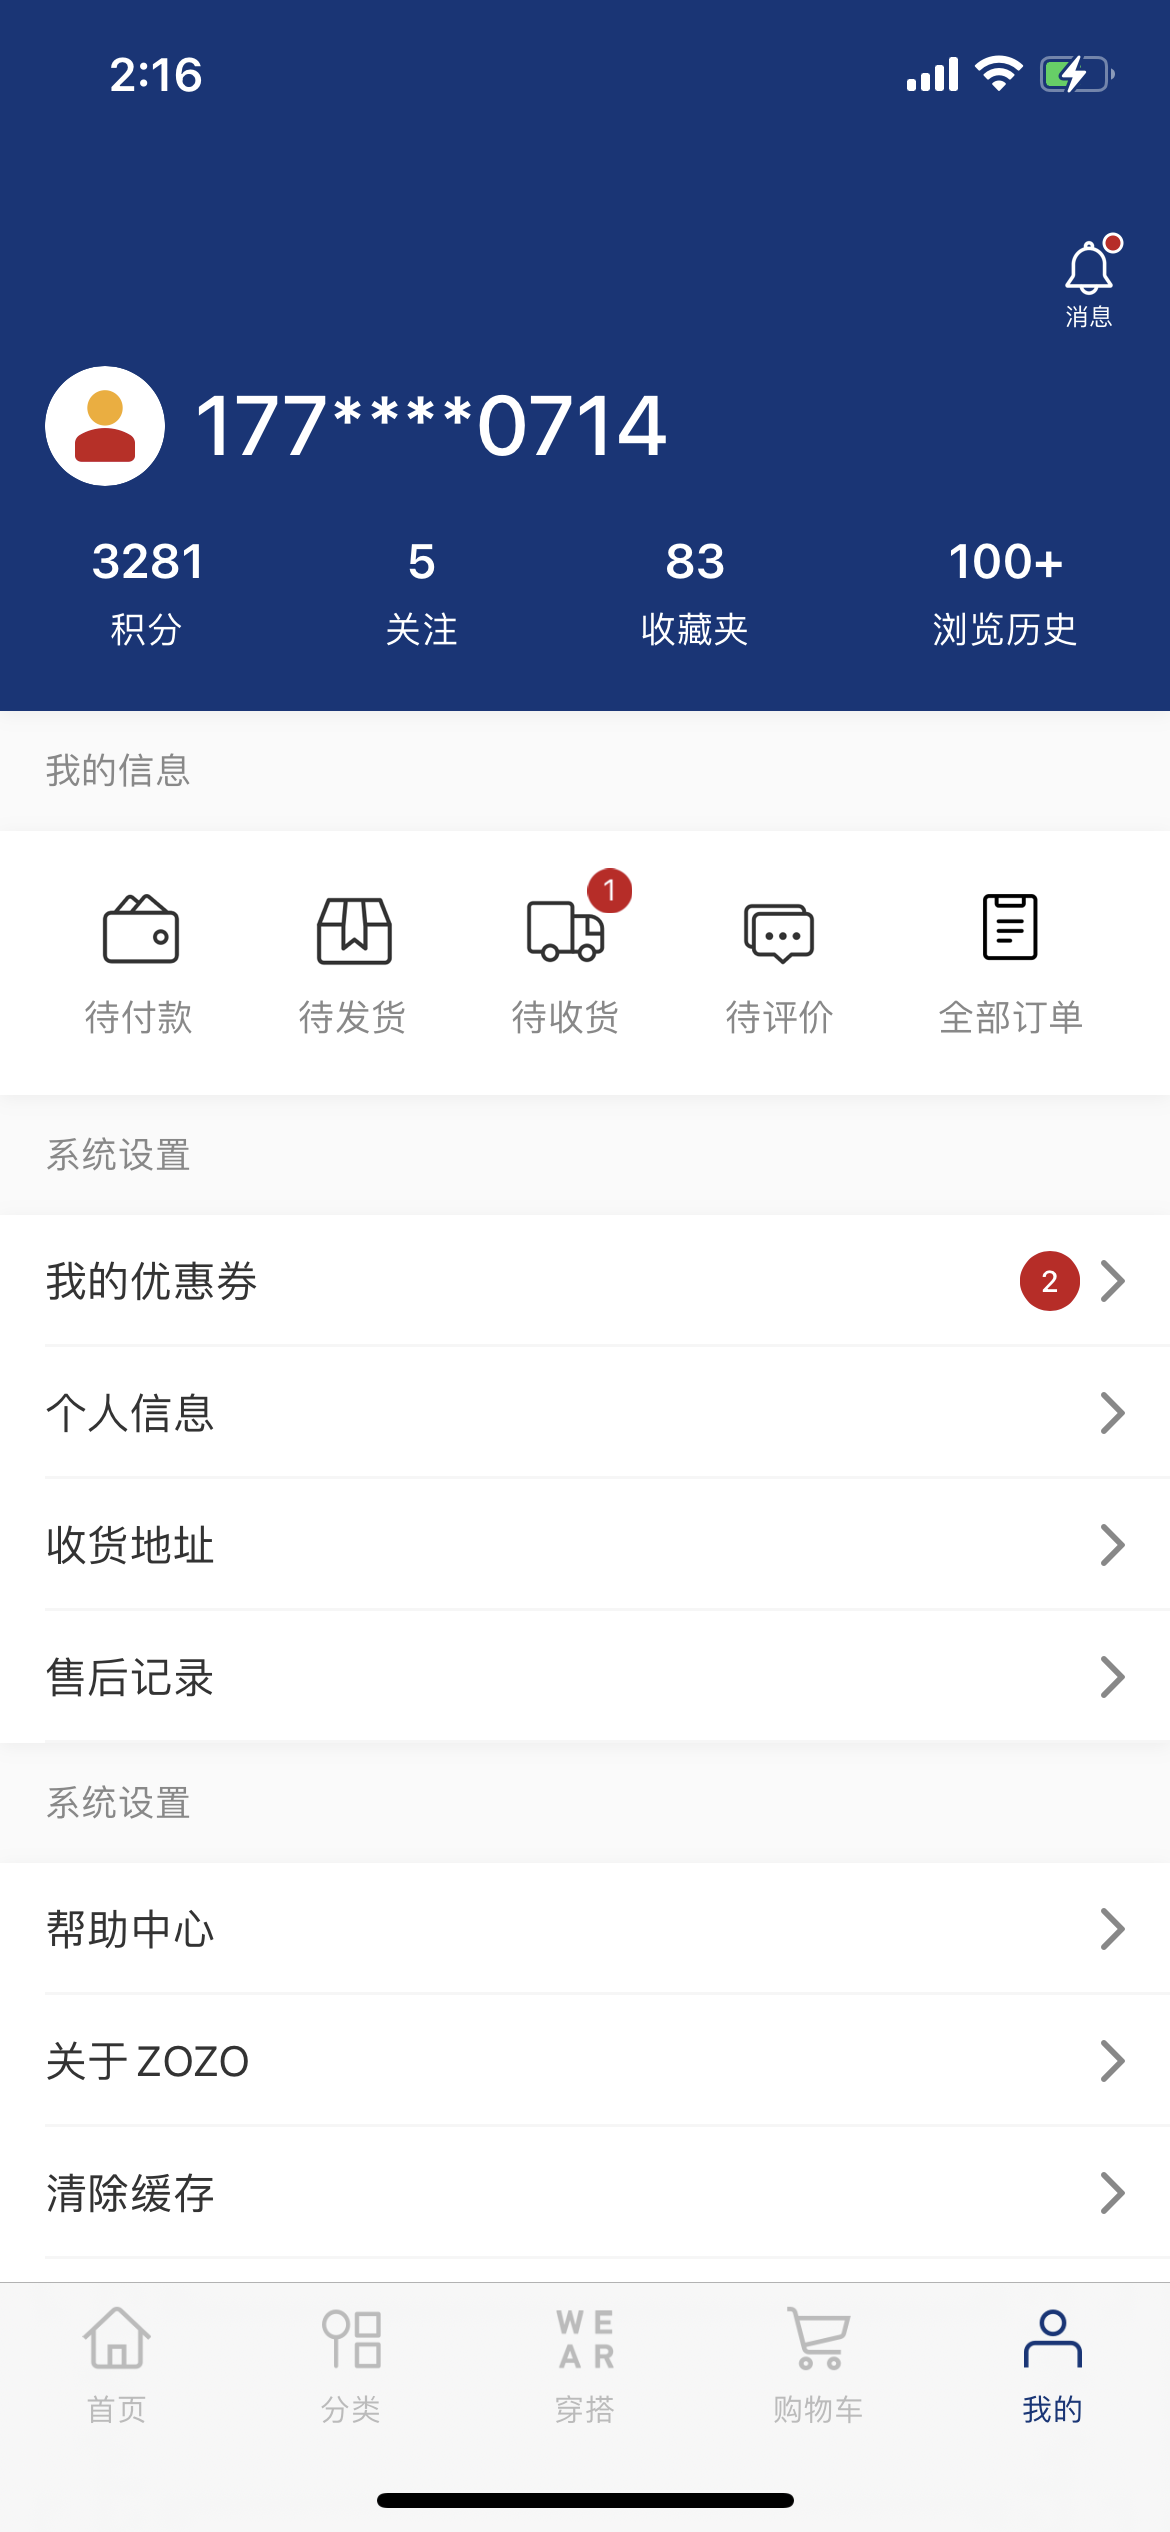 2:16
消息
177****0714
3281 5 83 100+
积分 关注 收藏夹 浏览历史
我的信息
1
待付款 待发货 待收货 待评价 全部订单
系统设置
我的优惠券 2
个人信息
收货地址
售后记录
系统设置
帮助中心
关于 ZOZO
清除缓存
W E
A R
首页 分类 穿搭 购物车 我的